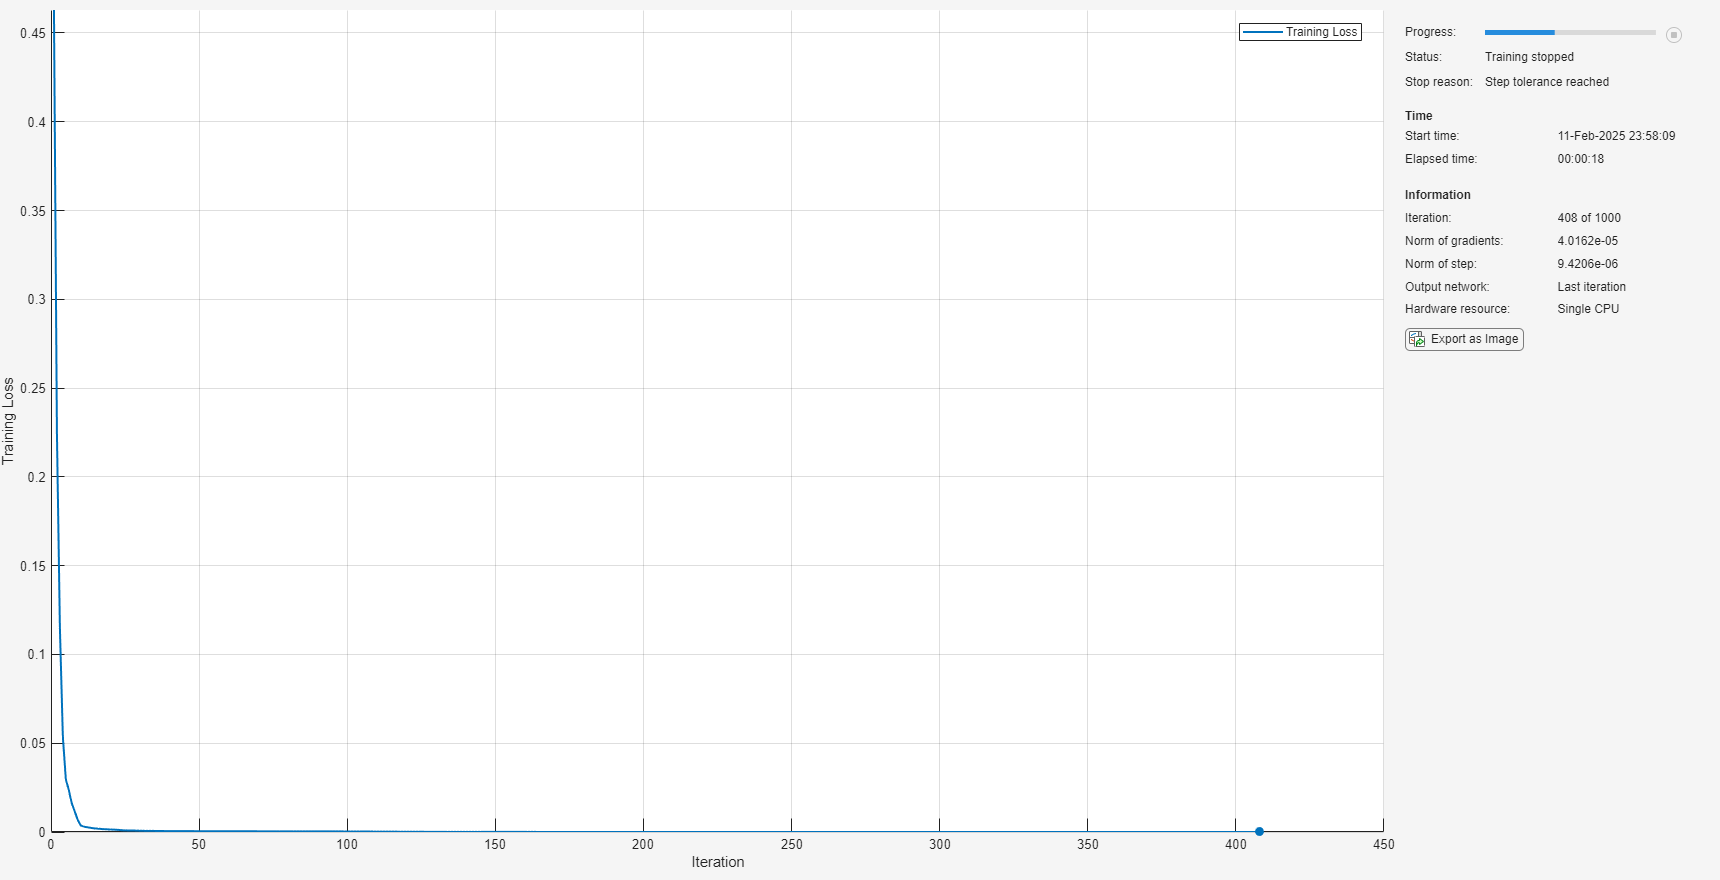 0.45
0.4
0.35
0.3
0.25
0.2
0.15
0.1
0.05
0
Training Loss
Training Loss
0 50 100 150 200 250 300 350 400 450
Iteration
Progress:
Status: Training stopped
Stop reason: Step tolerance reached
Time
Start time: 11-Feb-2025 23:58:09
Elapsed time: 00:00:18
Information
Iteration: 408 of 1000
Norm of gradients: 4.0162e-05
Norm of step: 9.4206e-06
Output network: Last iteration
Hardware resource: Single CPU
Export as Image